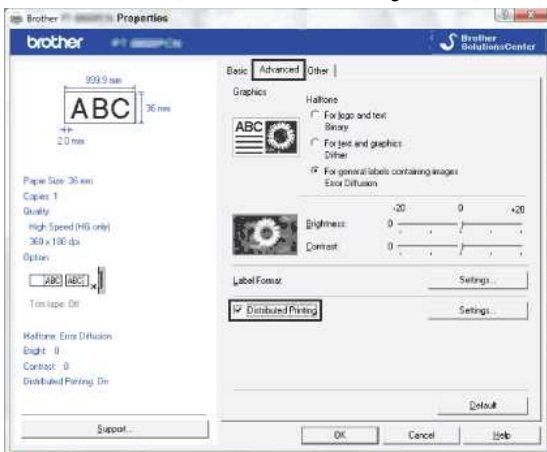 Brother PT- Properties
brother PT-
Brother
SolutionsCenter
999.9 mm
ABC
36 mm
2.0 mm
Paper Size: 36 mm
Copies: 1
Quality:
High Speed (HG only)
360 x 180 dpi
Option:
ABC ABC
Trim tape: Off
Halftone: Error Diffusion
Bright: 0
Contrast: 0
Distributed Printing: On
Support...
Basic Advanced Other
Graphics
ABC
Halftone
For logo and text
Binary
For text and graphics
Dither
For general labels containing images
Error Diffusion
-20 0 +20
Brightness: 0
Contrast: 0
Label Format Settings...
Distributed Printing Settings...
Default
OK Cancel Help